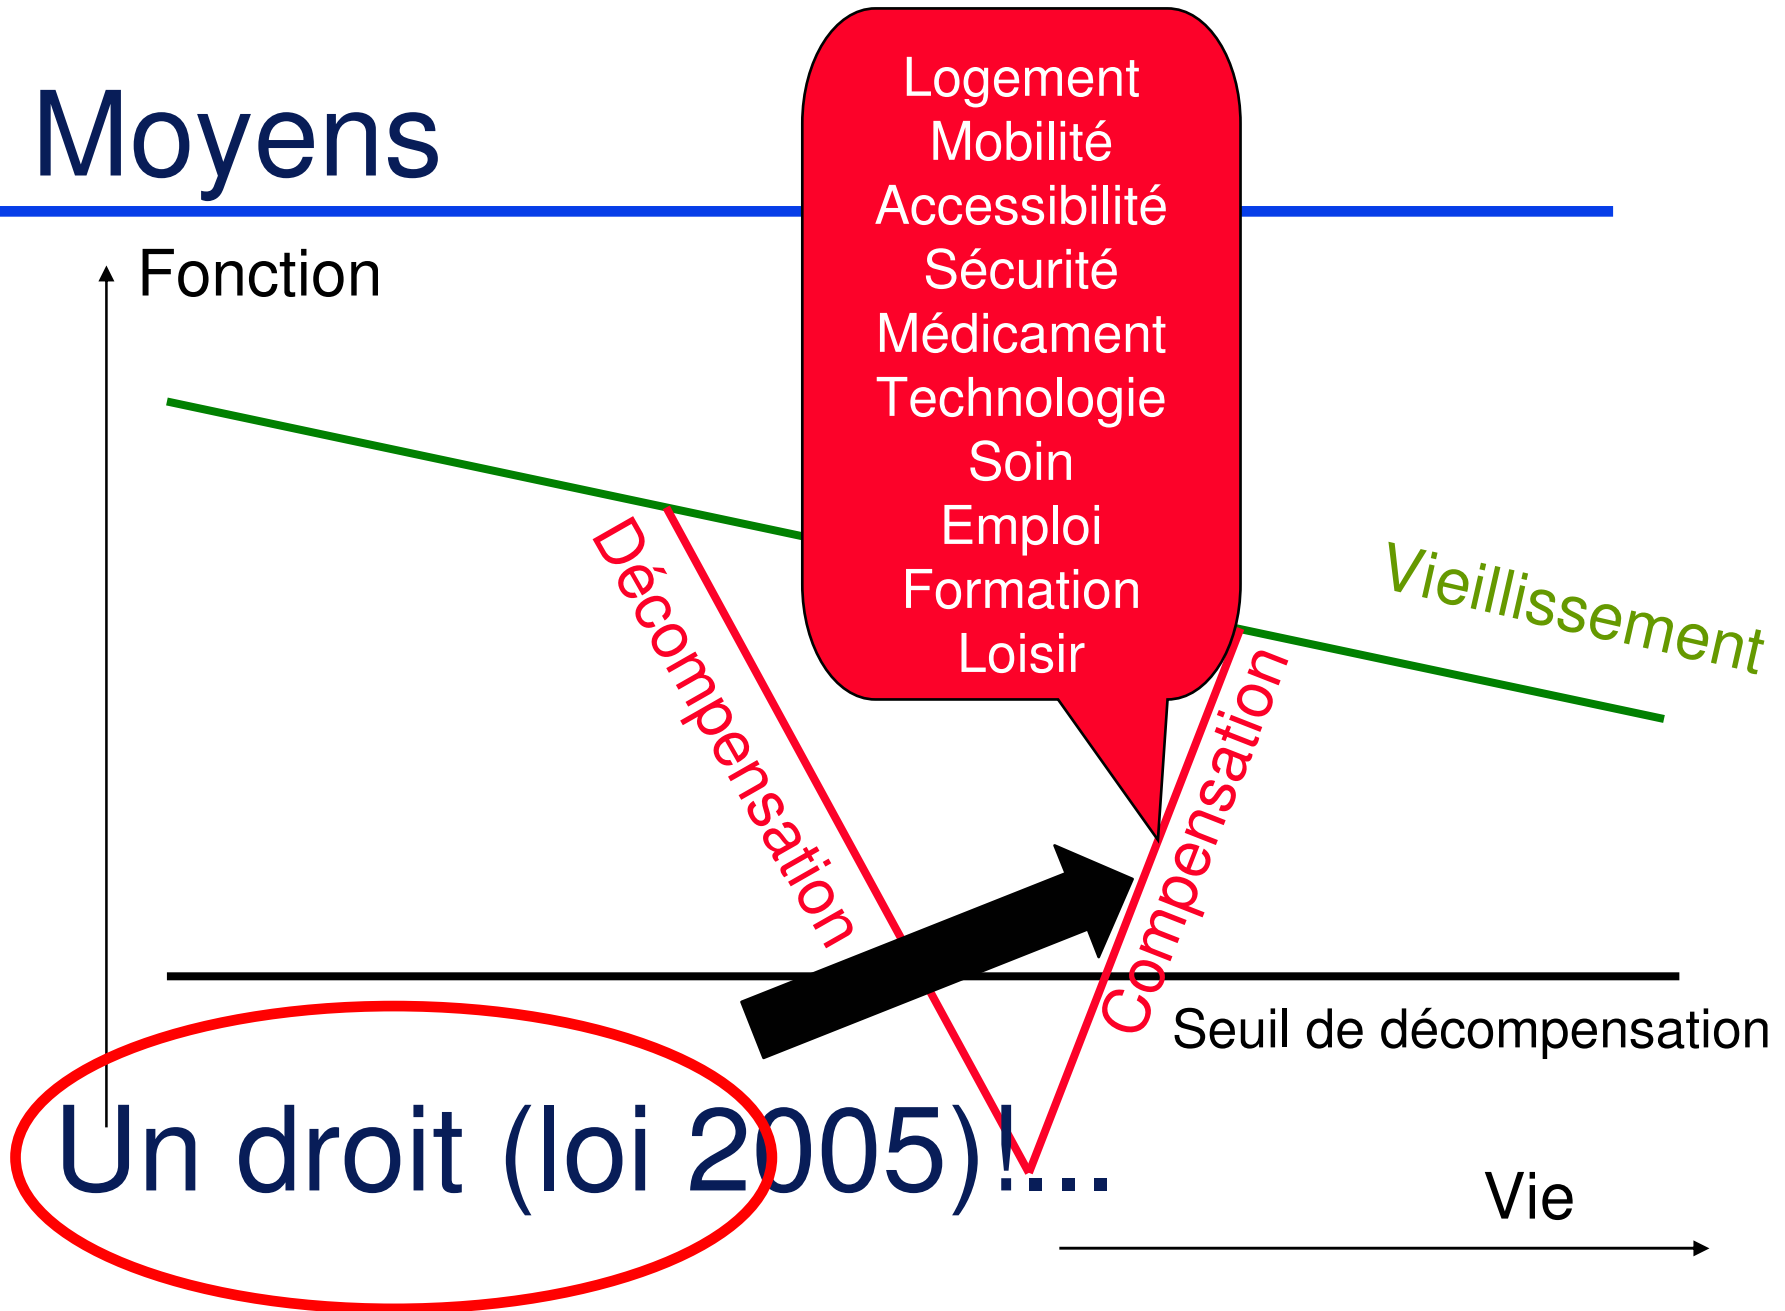 Moyens
Logement
Mobilité
Accessibilité
Sécurité
Médicament
Technologie
Soin
Emploi
Formation
Loisir
Fonction
Vieillissement
Décompensation
Compensation
Seuil de décompensation
Un droit (loi 2005)!...
Vie